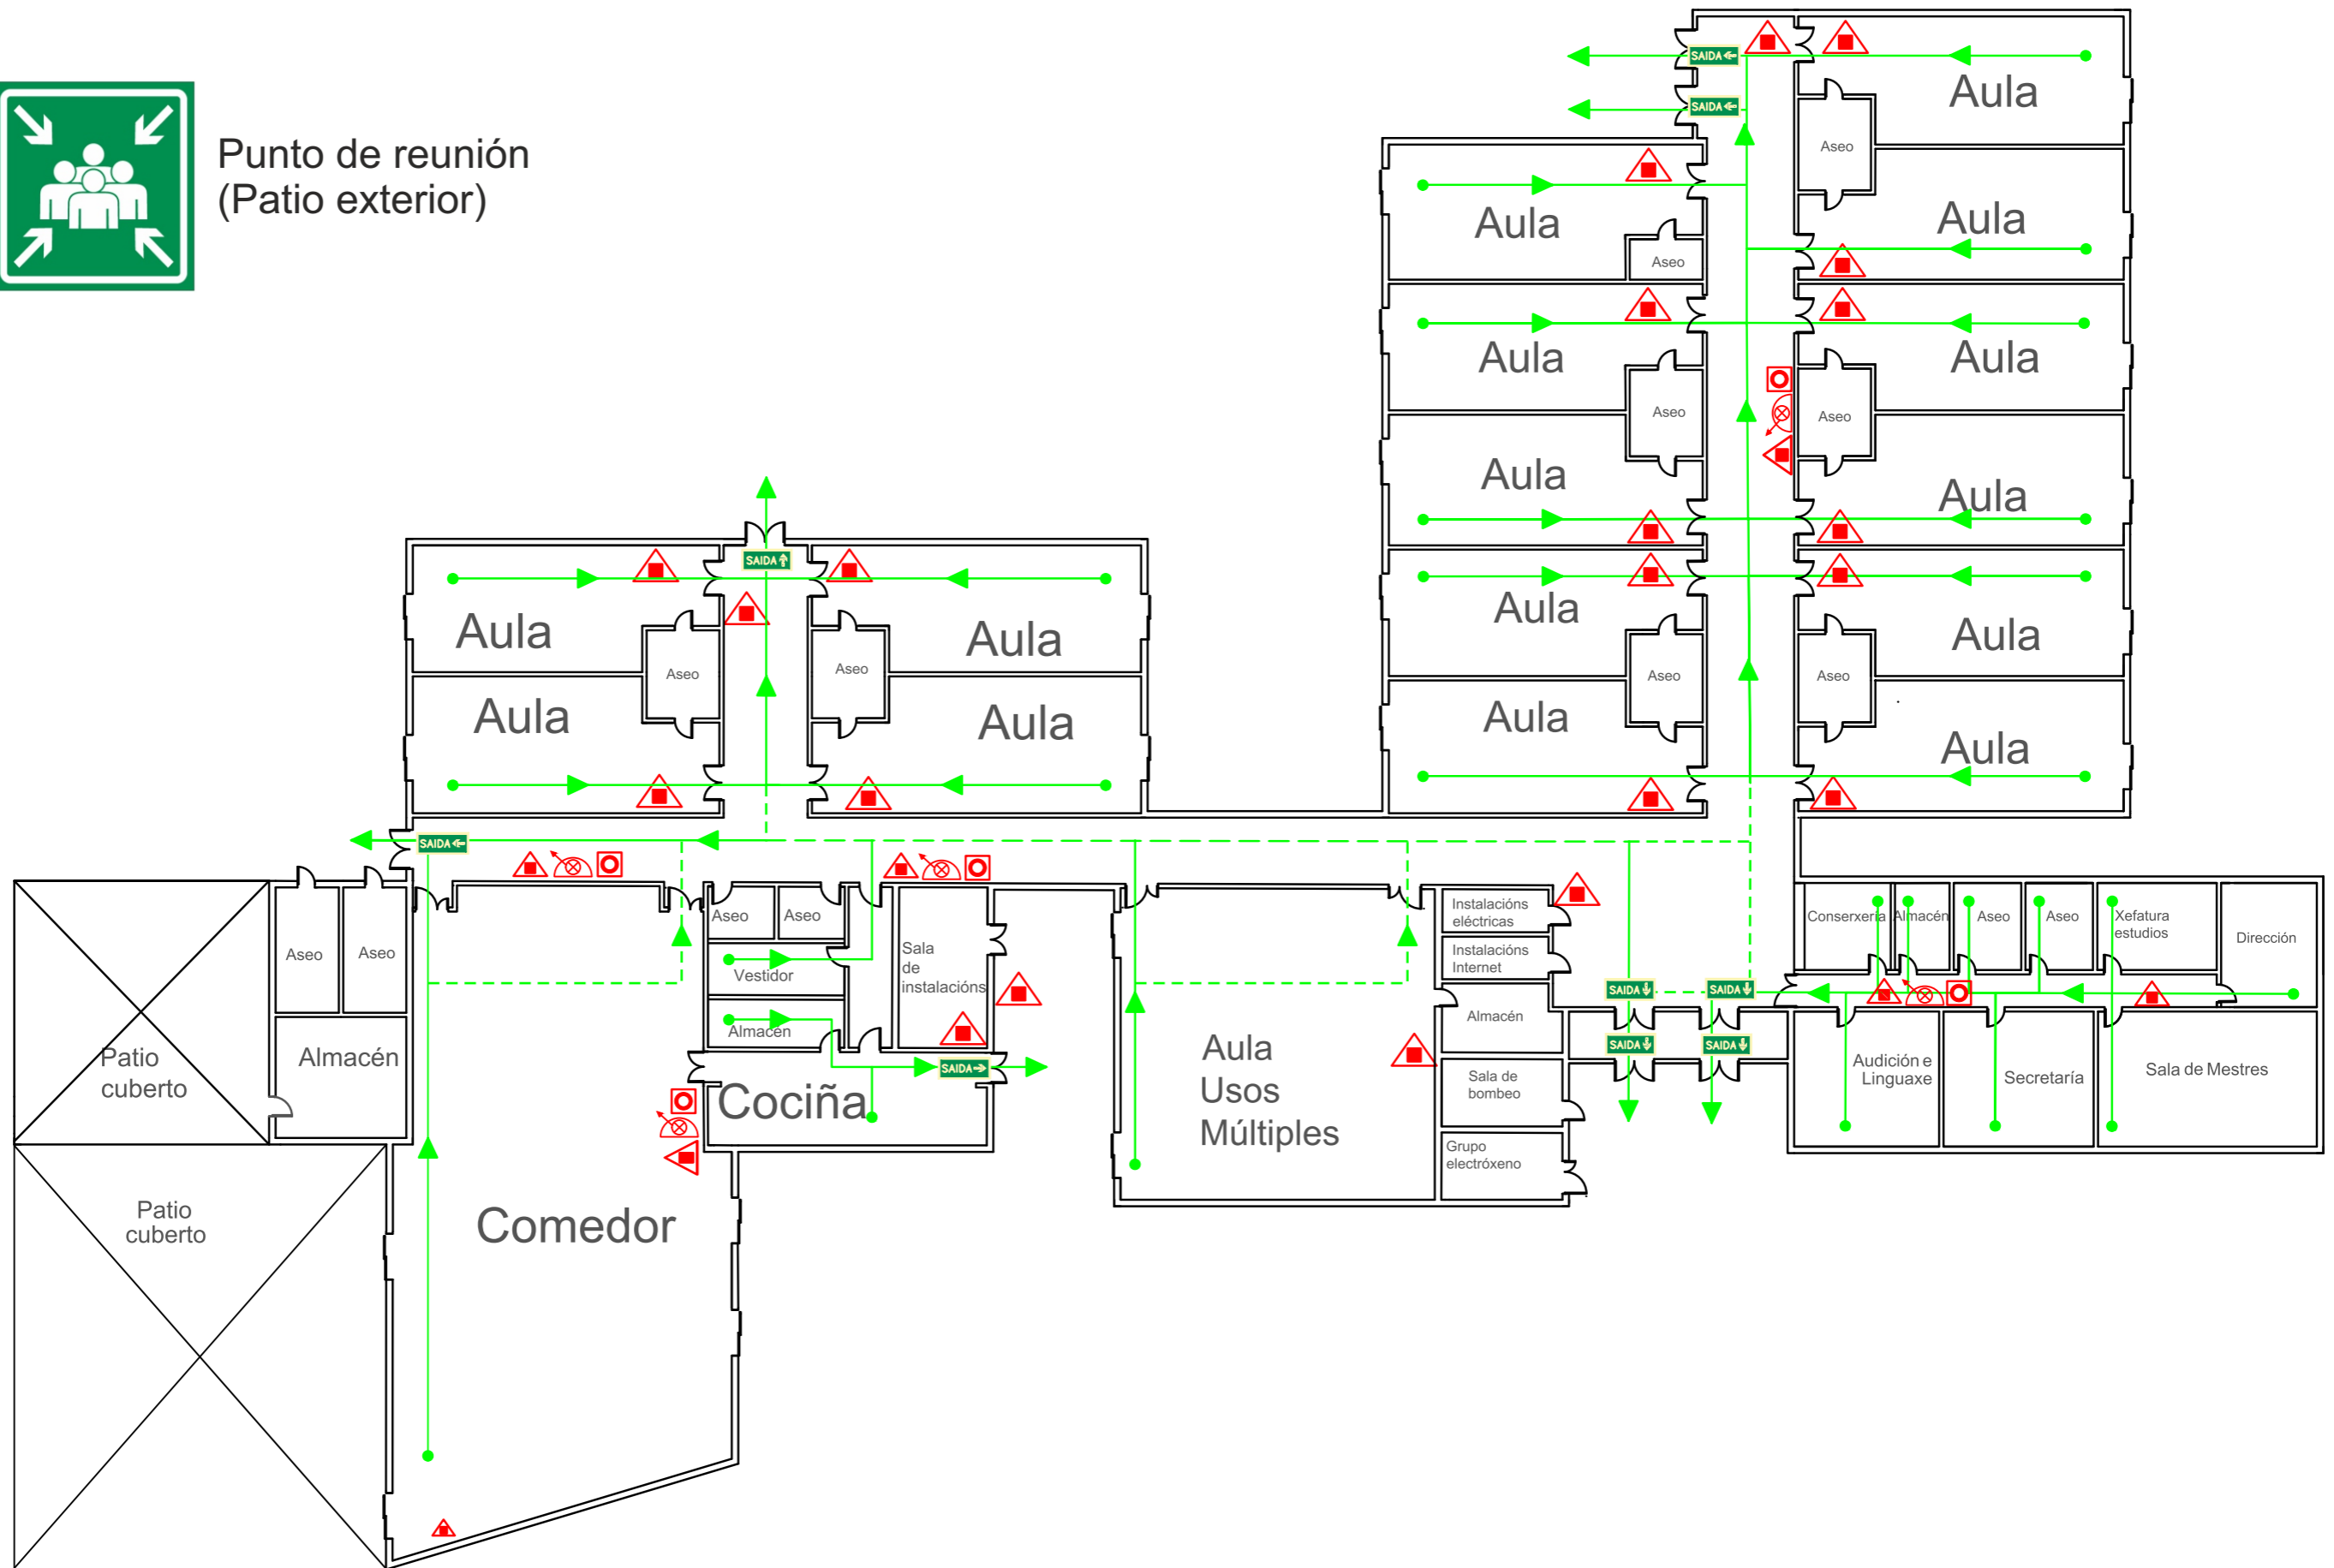 Punto de reunión
(Patio exterior)
SAIDA
SAIDA
Aula
Aseo
Aula
Aula
Aseo
Aula
Aula
Aseo
Aseo
Aula
Aula
SAIDA
Aula
Aula
Aseo
Aseo
Aula
Aula
Aula
Aula
Aseo
Aseo
Aula
Aula
SAIDA
Aseo
Aseo
Almacén
Patio
cuberto
Patio
cuberto
Comedor
Aseo
Aseo
Vestidor
Almacén
Sala
de
instalacións
SAIDA
Cociña
Aula
Usos
Múltiples
Instalacións
eléctricas
Instalacións
Internet
Almacén
Sala de
bombeo
Grupo
electróxeno
SAIDA
SAIDA
SAIDA
SAIDA
Conserxería
Almacén
Aseo
Aseo
Xefatura
estudios
Dirección
Audición e
Linguaxe
Secretaría
Sala de Mestres